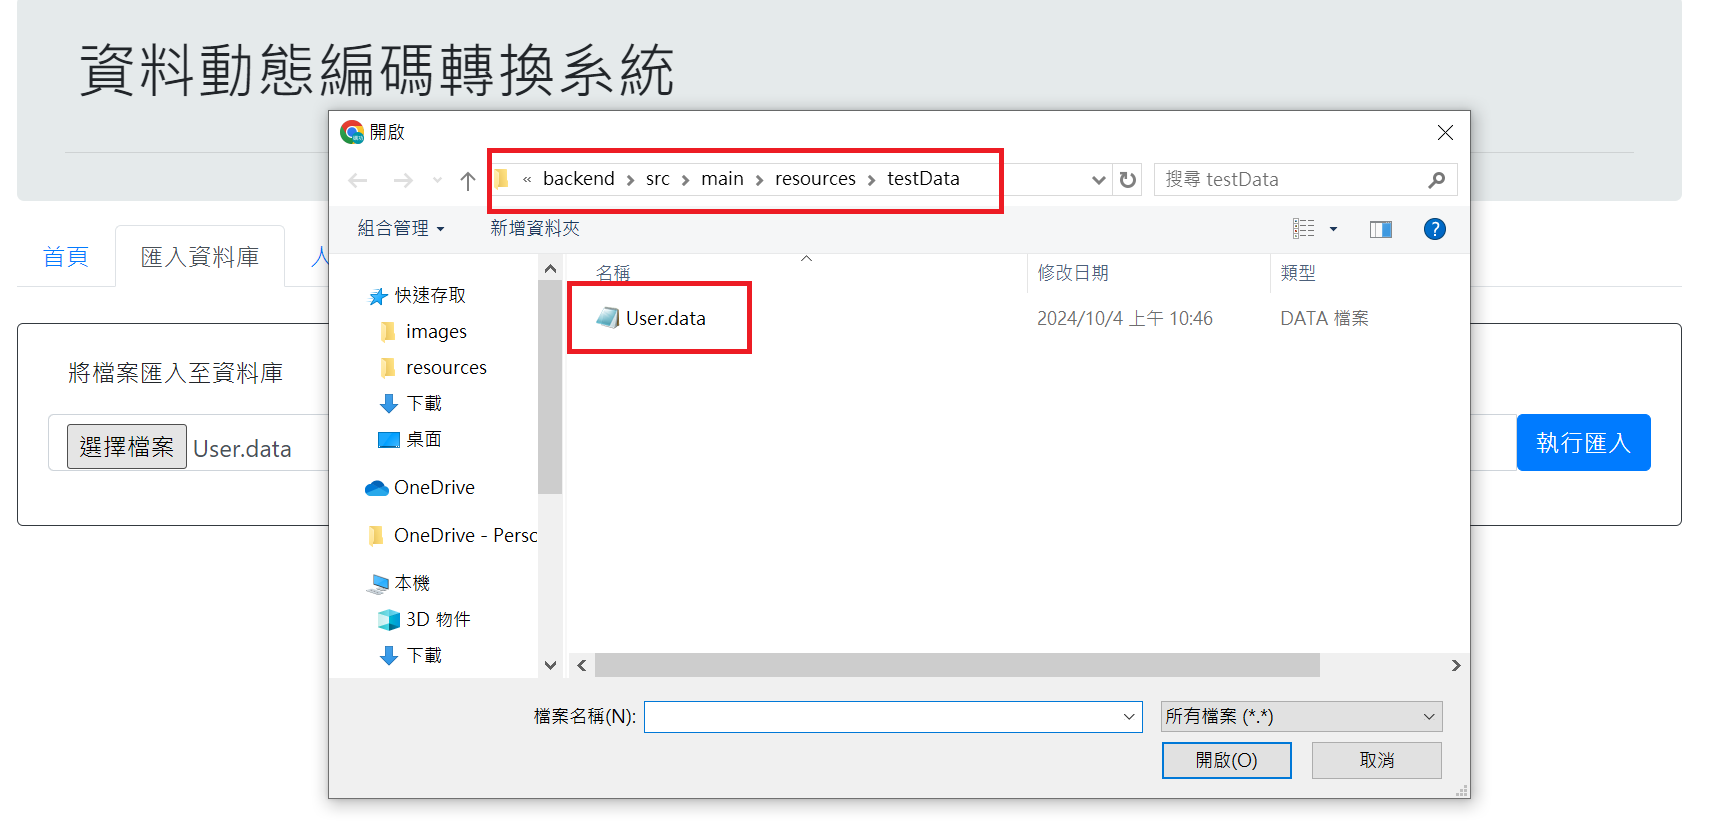 資料動態編碼轉換系統
開啟
« backend > src > main > resources > testData
搜尋 testData
組合管理
新增資料夾
首頁
匯入資料庫
人
名稱
修改日期
類型
快速存取
images
resources
下載
桌面
OneDrive
OneDrive - Perso
本機
3D 物件
下載
User.data
2024/10/4 上午 10:46
DATA 檔案
將檔案匯入至資料庫
選擇檔案 User.data
執行匯入
檔案名稱(N):
所有檔案 (*.*)
開啟(O)
取消